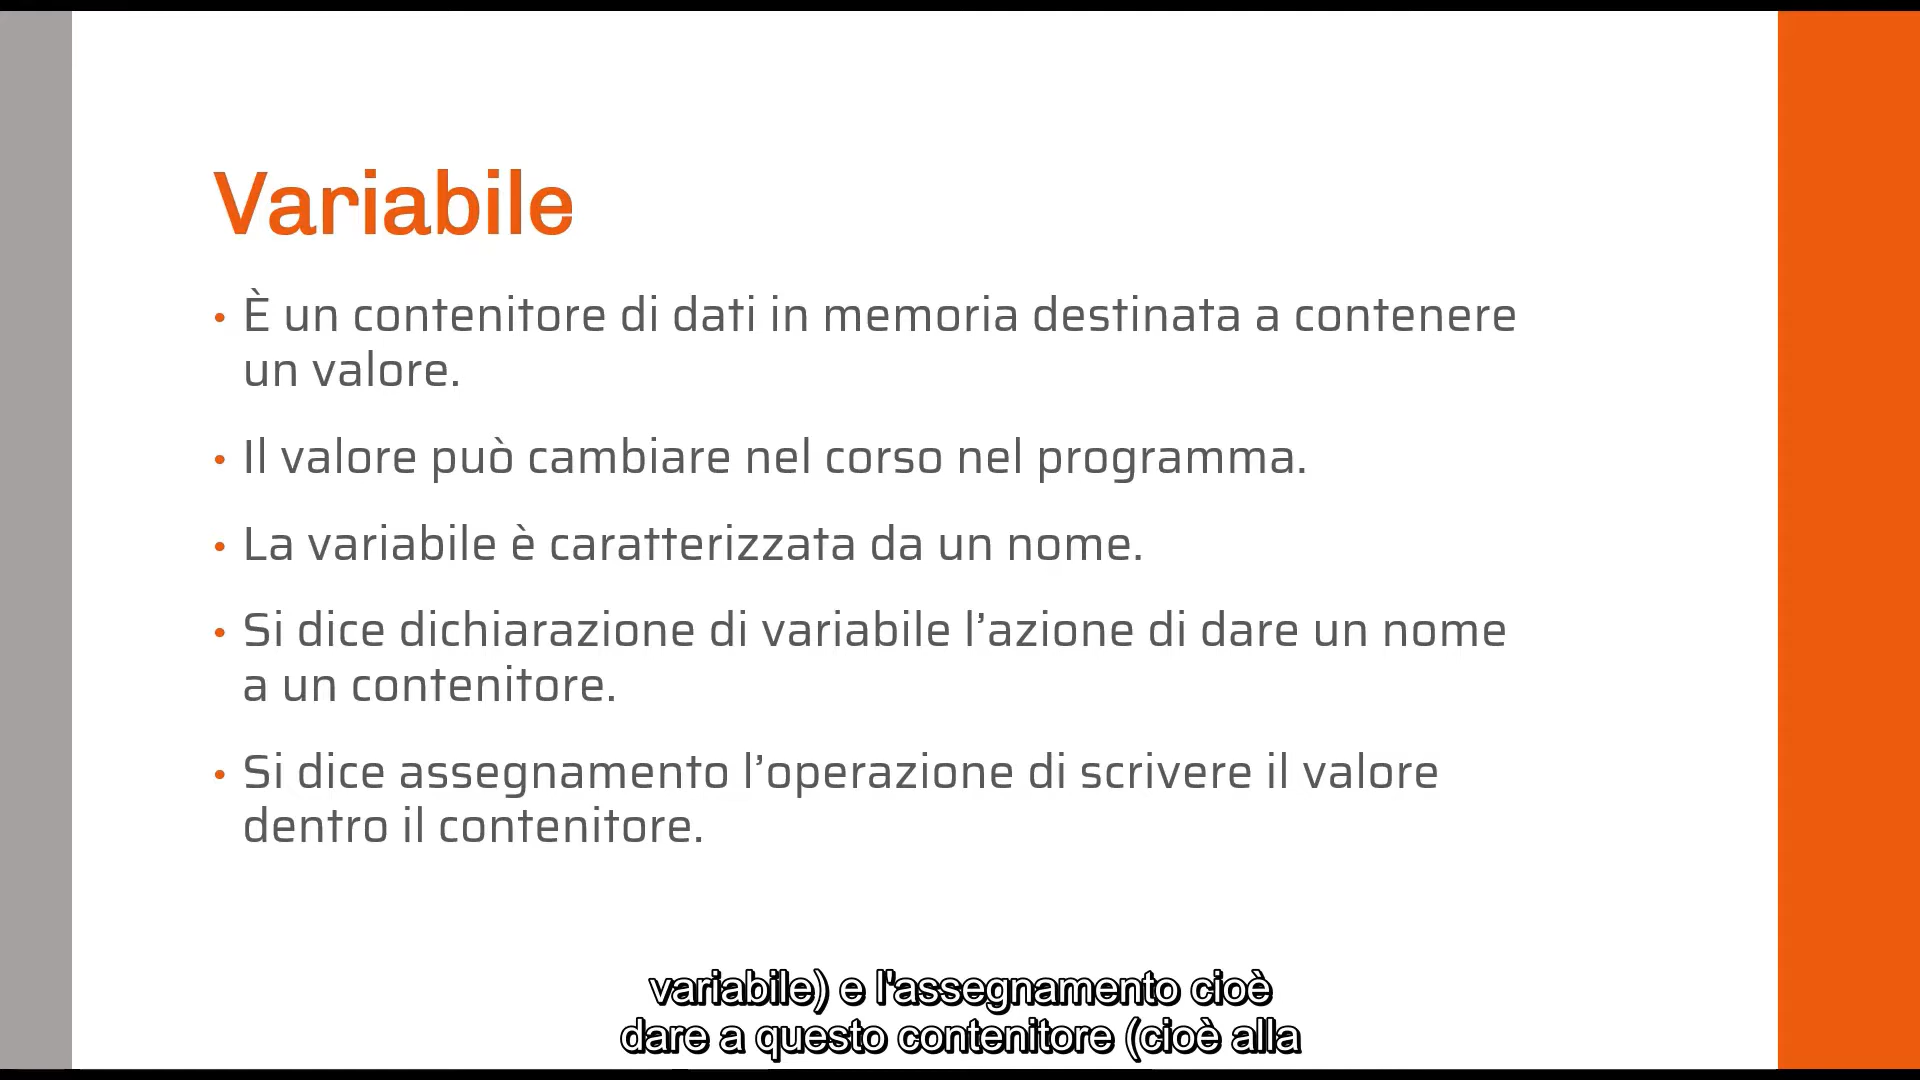 Variabile
• È un contenitore di dati in memoria destinata a contenere
un valore.
• Il valore può cambiare nel corso nel programma.
• La variabile è caratterizzata da un nome.
• Si dice dichiarazione di variabile l’azione di dare un nome
a un contenitore.
• Si dice assegnamento l’operazione di scrivere il valore
dentro il contenitore.
variabile) e l'assegnamento cioè
dare a questo contenitore (cioè alla